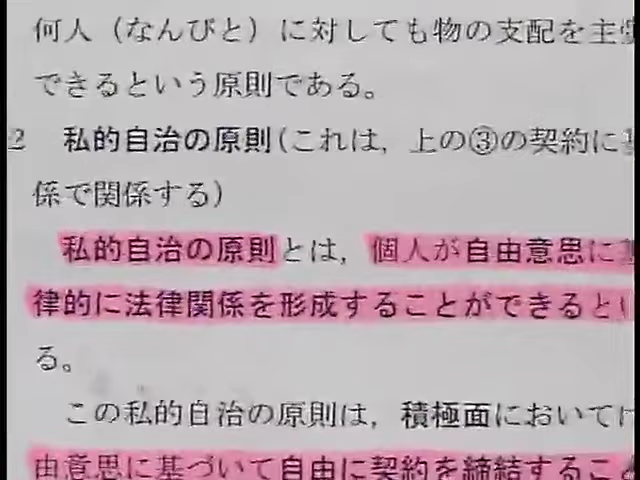 何人（なんぴと）に対しても物の支配を主
できるという原則である。
2　私的自治の原則(これは，上の③の契約に
係で関係する）
私的自治の原則とは，個人が自由意思に
律的に法律関係を形成することができると
る。
この私的自治の原則は，積極面において
由意思に基づいて自由に契約を締結するこ